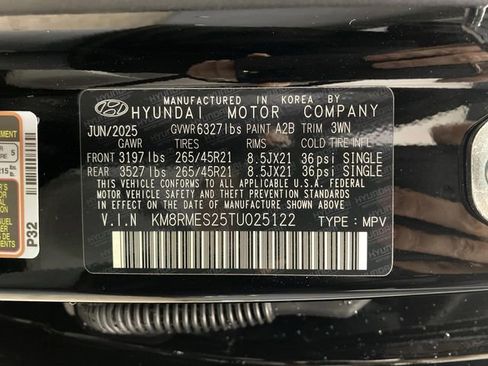 MANUFACTURED IN KOREA BY
HYUNDAI MOTOR COMPANY
JUN/2025 GVWR 6327 lbs PAINT A2B TRIM 3WN
GAWR TIRES RIMS COLD TIRE INFL
FRONT 3197 lbs 265/45R21 8.5JX21 36psi SINGLE
REAR 3527 lbs 265/45R21 8.5JX21 36psi SINGLE
THIS VEHICLE CONFORMS TO ALL APPLICABLE
FEDERAL MOTOR VEHICLE SAFETY AND THEFT
PREVENTION STANDARDS IN EFFECT ON THE
DATE OF MANUFACTURE SHOWN ABOVE.
V.I.N KM8RMES25TU025122 TYPE : MPV
P32